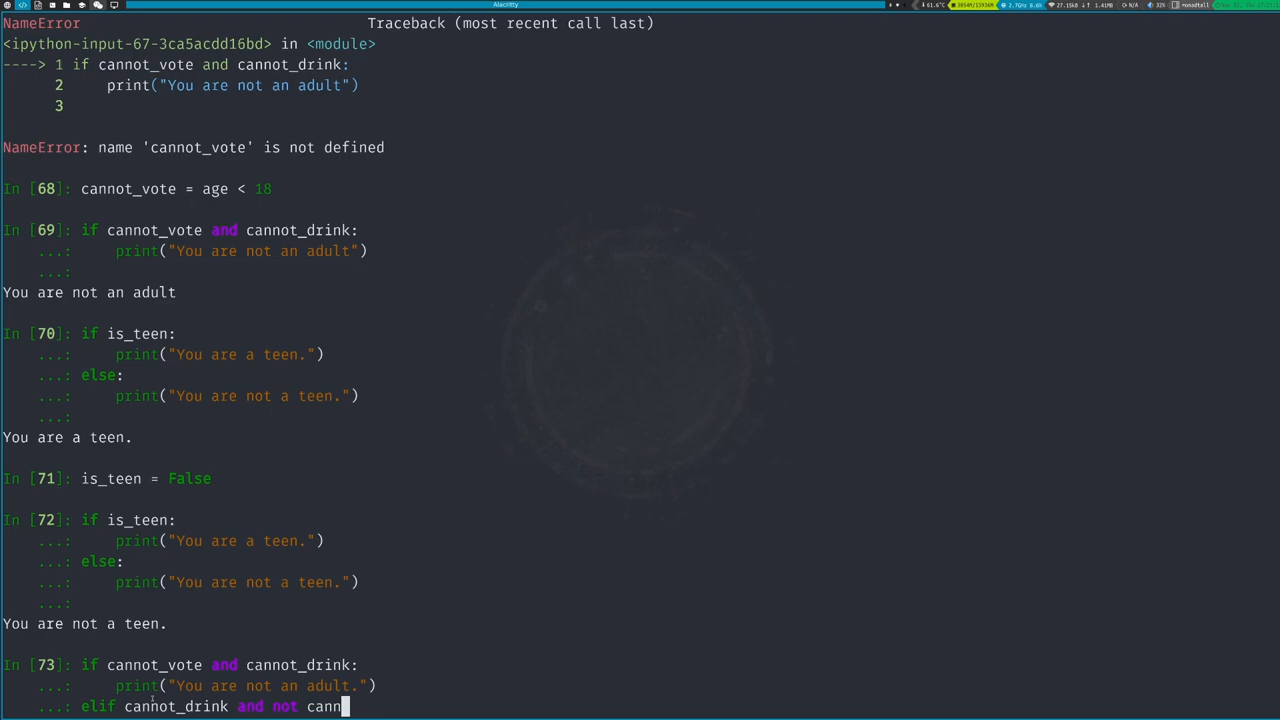 Alacritty
61.6°C
NameError Traceback (most recent call last)
<ipython-input-67-3ca5acdd16bd> in <module>
----> 1 if cannot_vote and cannot_drink:
2 print("You are not an adult")
3
NameError: name 'cannot_vote' is not defined
In [68]: cannot_vote = age < 18
In [69]: if cannot_vote and cannot_drink:
...: print("You are not an adult")
...:
You are not an adult
In [70]: if is_teen:
...: print("You are a teen.")
...: else:
...: print("You are not a teen.")
...:
You are a teen.
In [71]: is_teen = False
In [72]: if is_teen:
...: print("You are a teen.")
...: else:
...: print("You are not a teen.")
...:
You are not a teen.
In [73]: if cannot_vote and cannot_drink:
...: print("You are not an adult.")
...: elif cannot_drink and not cann